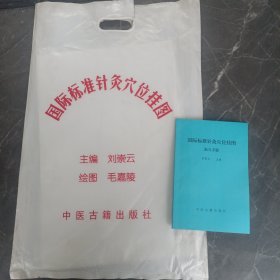 国际标准针灸穴位挂图
主编 刘崇云
绘图 毛嘉陵
中医古籍出版社
国际标准针灸穴位挂图